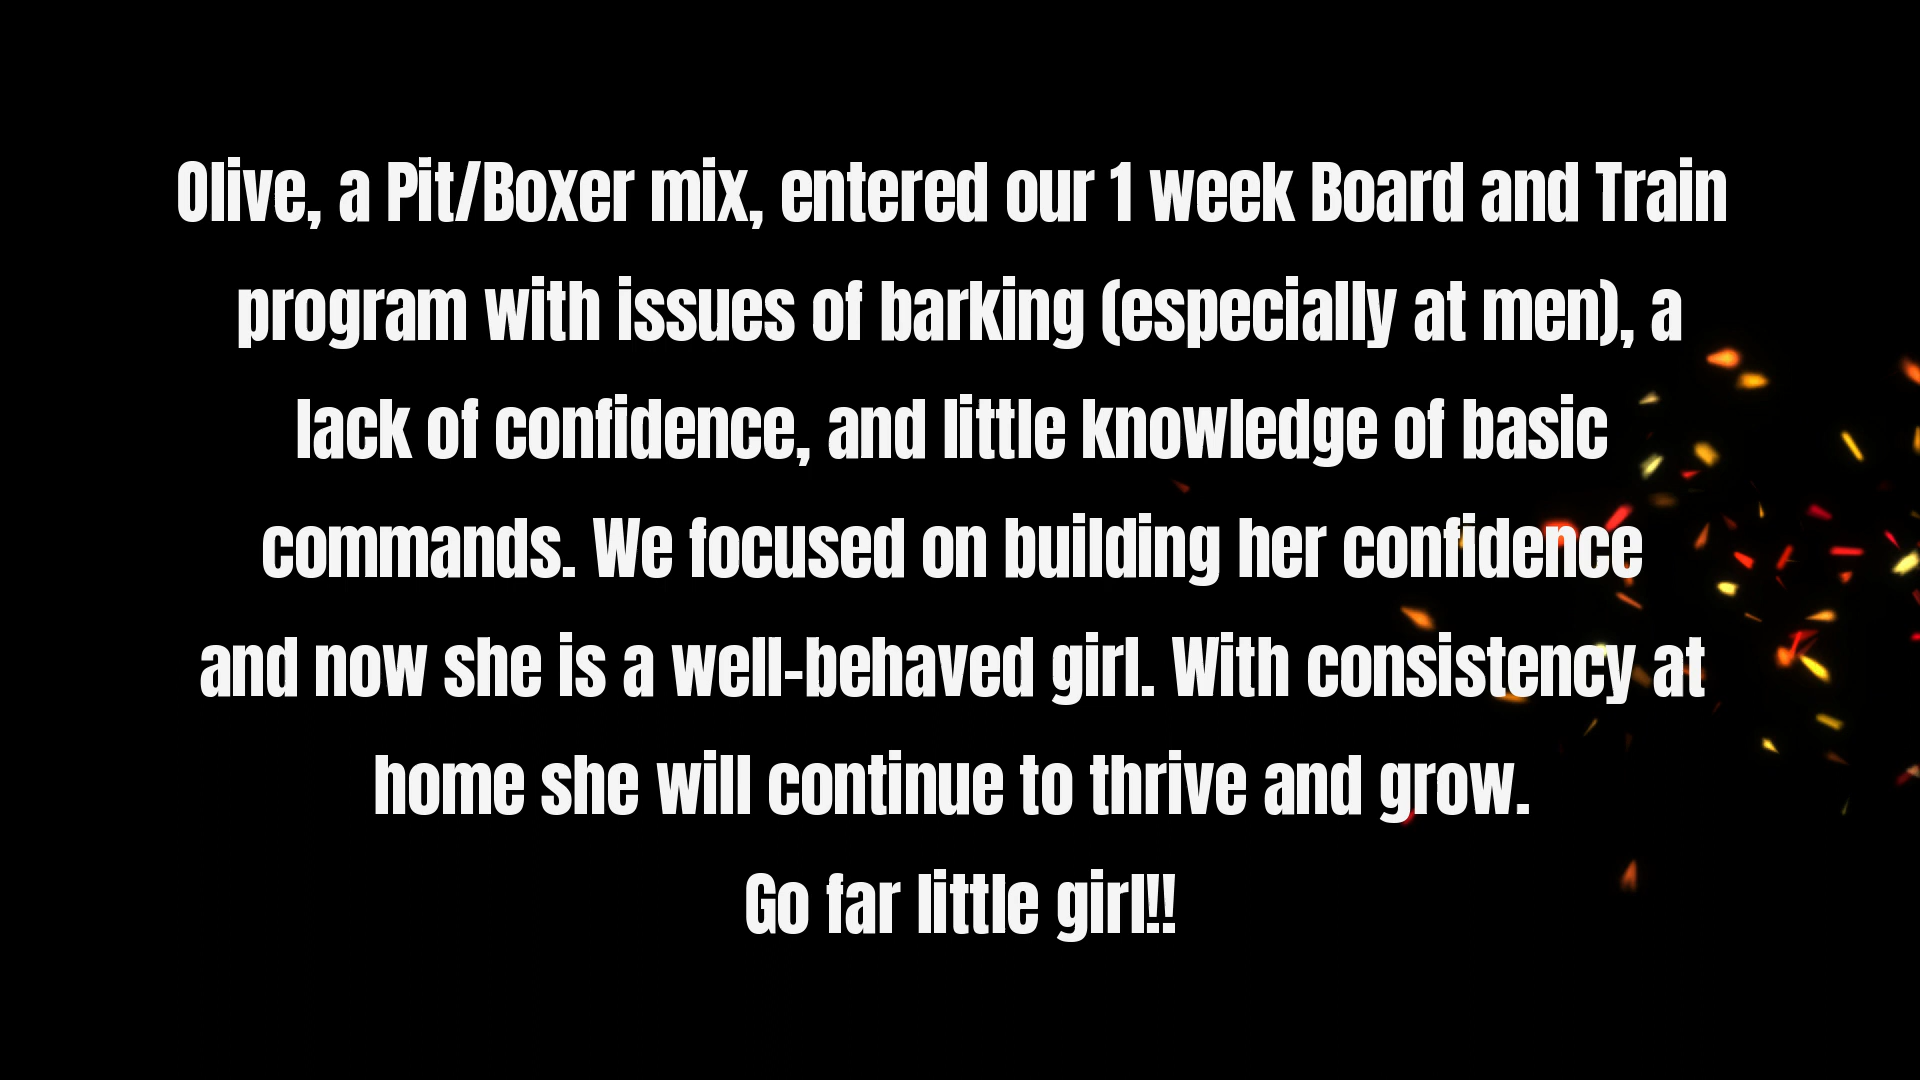 Olive, a Pit/Boxer mix, entered our 1 week Board and Train
program with issues of barking (especially at men), a
lack of confidence, and little knowledge of basic
commands. We focused on building her confidence
and now she is a well-behaved girl. With consistency at
home she will continue to thrive and grow.
Go far little girl!!